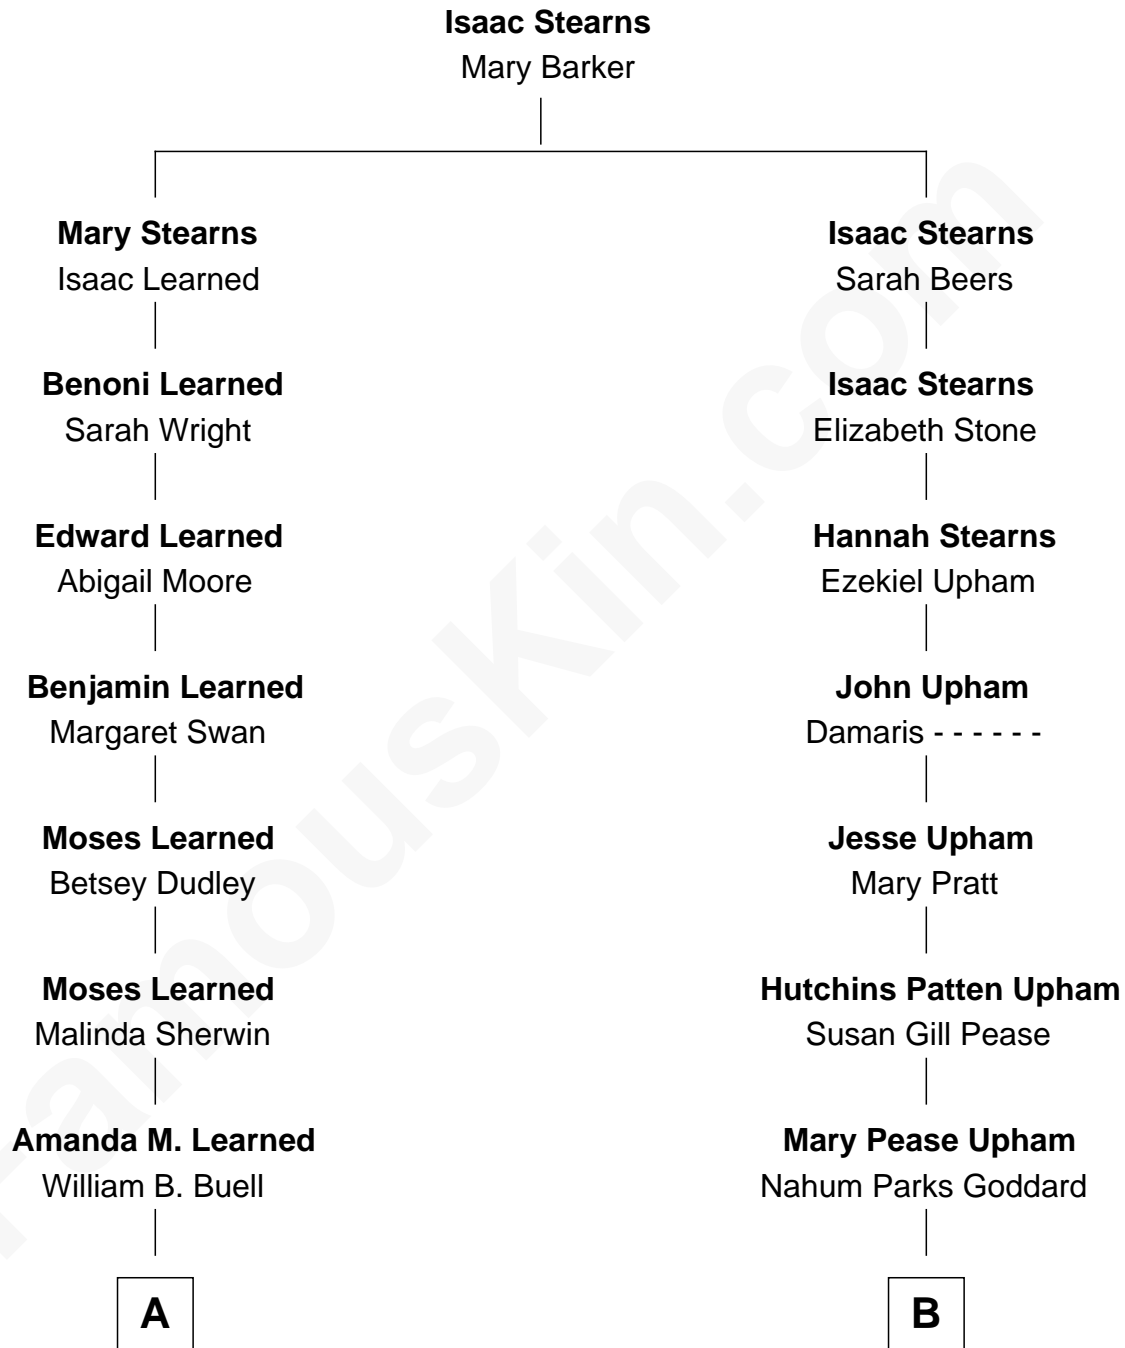 Isaac Stearns
Mary Barker
Mary Stearns
Isaac Learned
Isaac Stearns
Sarah Beers
Benoni Learned
Sarah Wright
Isaac Stearns
Elizabeth Stone
Edward Learned
Abigail Moore
Hannah Stearns
Ezekiel Upham
Benjamin Learned
Margaret Swan
John Upham
Damaris - - - - - -
Moses Learned
Betsey Dudley
Jesse Upham
Mary Pratt
Moses Learned
Malinda Sherwin
Hutchins Patten Upham
Susan Gill Pease
Amanda M. Learned
William B. Buell
Mary Pease Upham
Nahum Parks Goddard
A
B
FamousKin.com